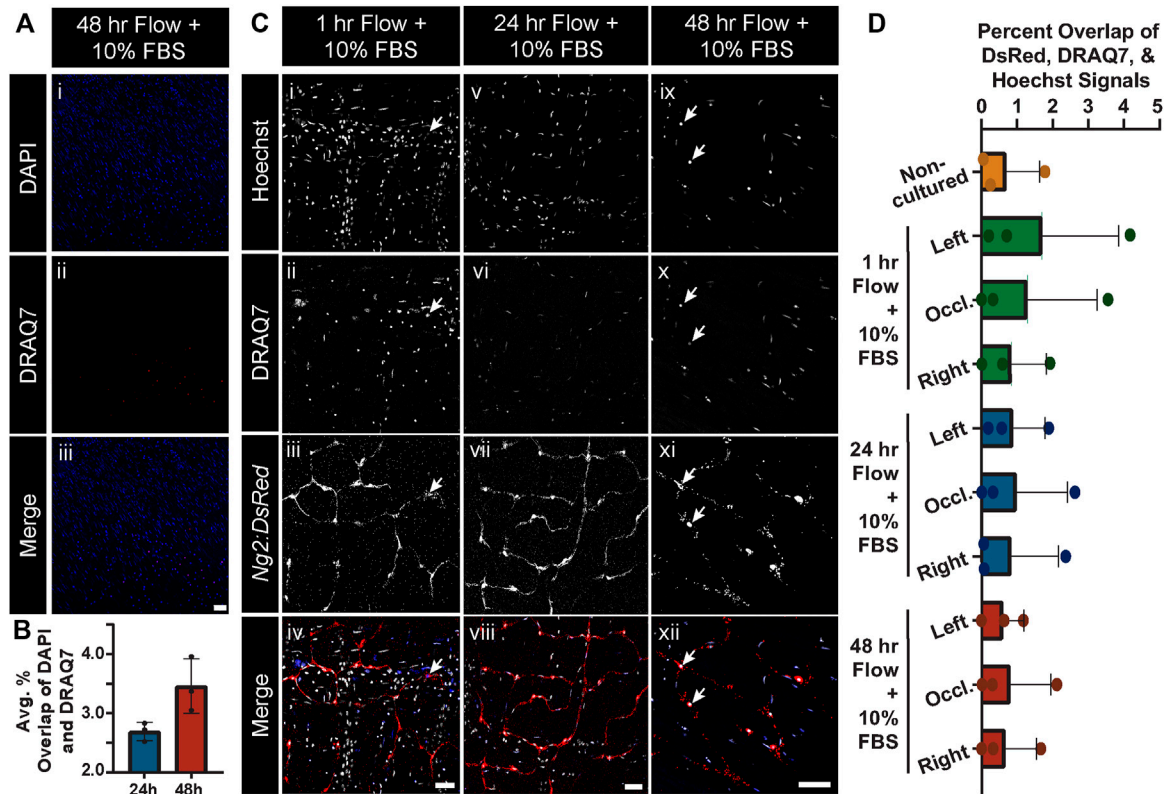 A
48 hr Flow +
10% FBS
DAPI
i
DRAQ7
ii
Merge
iii
B
Avg. %
Overlap of DAPI
and DRAQ7
4.0
3.0
2.0
24h
48h
C
1 hr Flow +
10% FBS
24 hr Flow +
10% FBS
48 hr Flow +
10% FBS
Hoechst
i
v
ix
DRAQ7
ii
vi
x
Ng2:DsRed
iii
vii
xi
Merge
iv
viii
xii
D
Percent Overlap of
DsRed, DRAQ7, &
Hoechst Signals
0 1 2 3 4 5
Non-
cultured
1 hr
Flow
+
10%
FBS
Left
Occl.
Right
24 hr
Flow
+
10%
FBS
Left
Occl.
Right
48 hr
Flow
+
10%
FBS
Left
Occl.
Right